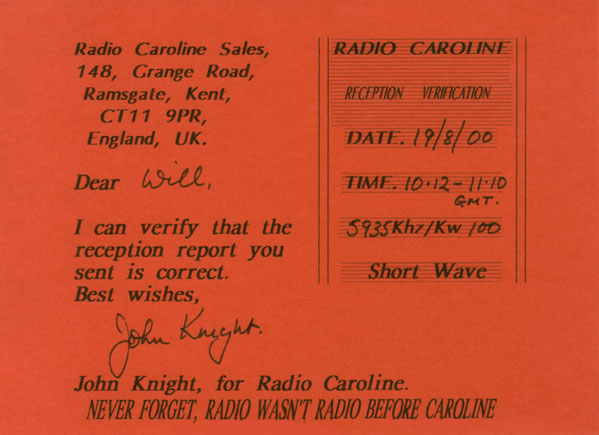 Radio Caroline Sales,
148, Grange Road,
Ramsgate, Kent,
CT11 9PR,
England, UK.
Dear Will,
I can verify that the
reception report you
sent is correct.
Best wishes,
John Knight.
John Knight, for Radio Caroline.
NEVER FORGET, RADIO WASN'T RADIO BEFORE CAROLINE
RADIO CAROLINE
RECEPTION VERIFICATION
DATE. 19/8/00
TIME. 10.12 - 11.10
GMT.
5935Khz/Kw 100
Short Wave